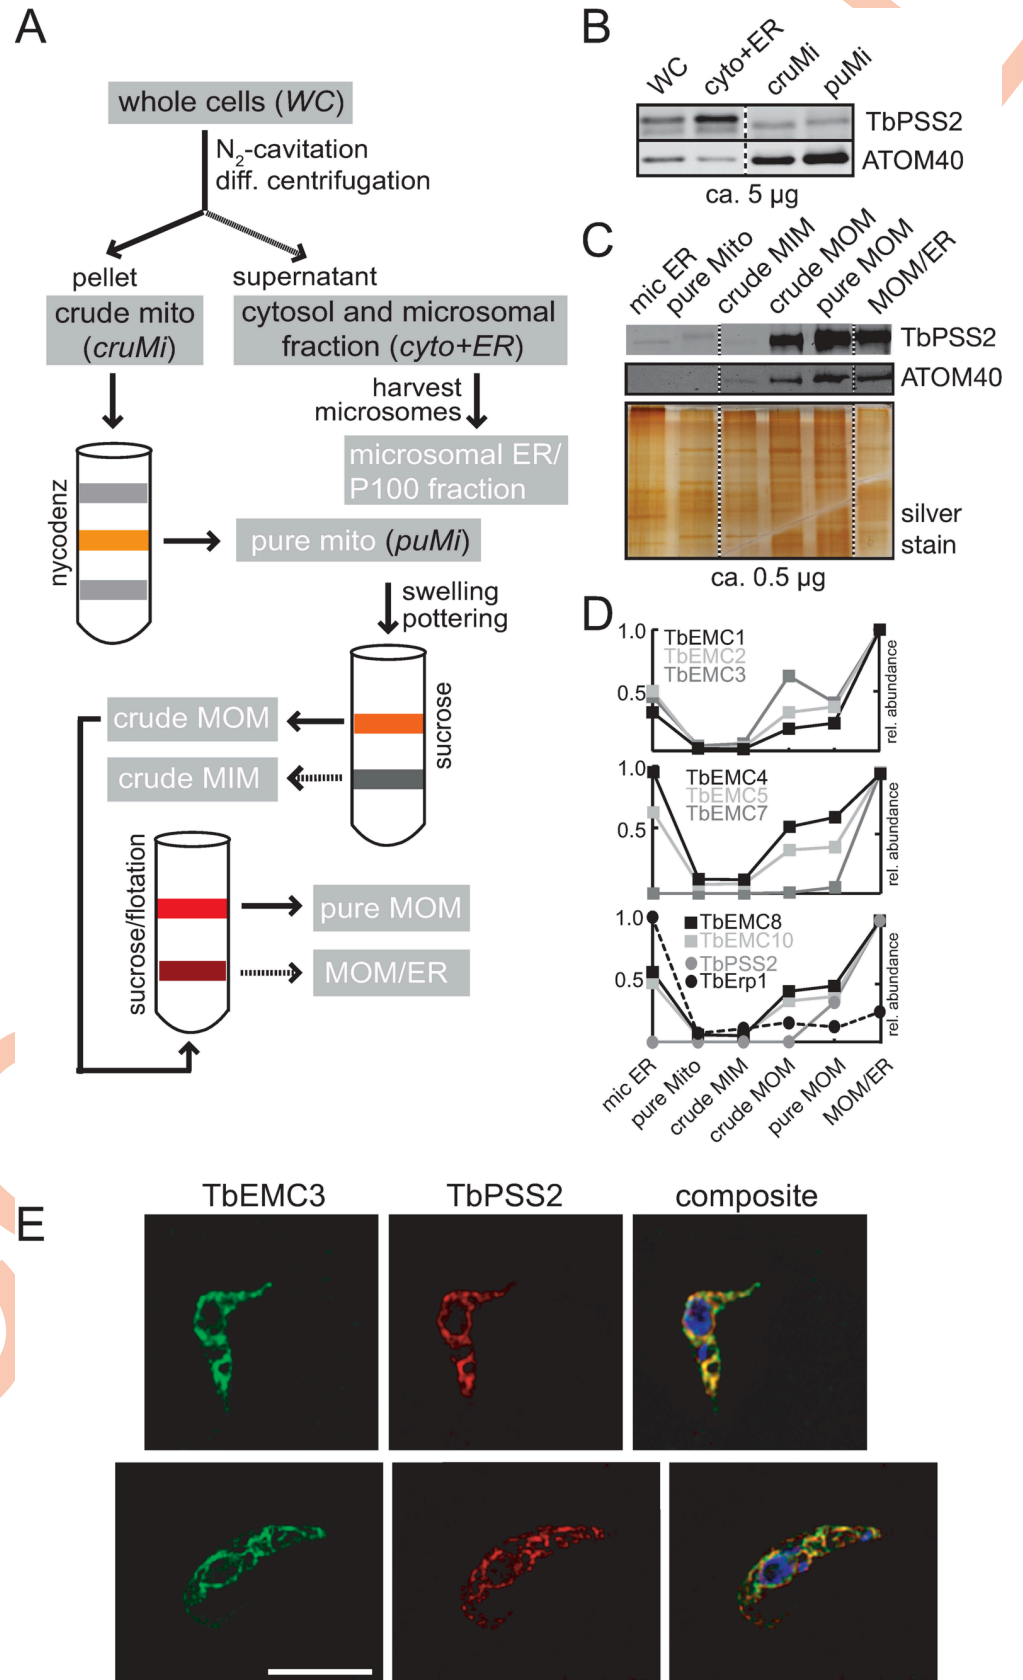 A
whole cells (WC)
N2-cavitation
diff. centrifugation
pellet
supernatant
crude mito
(cruMi)
cytosol and microsomal
fraction (cyto+ER)
harvest
microsomes
microsomal ER/
P100 fraction
nycodenz
pure mito (puMi)
swelling
pottering
sucrose
crude MOM
crude MIM
sucrose/flotation
pure MOM
MOM/ER
B
WC
cyto+ER
cruMi
puMi
TbPSS2
ATOM40
ca. 5 µg
C
mic ER
pure Mito
crude MIM
crude MOM
pure MOM
MOM/ER
TbPSS2
ATOM40
silver
stain
ca. 0.5 µg
D
1.0
0.5
TbEMC1
TbEMC2
TbEMC3
rel. abundance
1.0
0.5
TbEMC4
TbEMC5
TbEMC7
rel. abundance
1.0
0.5
TbEMC8
TbEMC10
TbPSS2
TbErp1
rel. abundance
mic ER
pure Mito
crude MIM
crude MOM
pure MOM
MOM/ER
E
TbEMC3
TbPSS2
composite